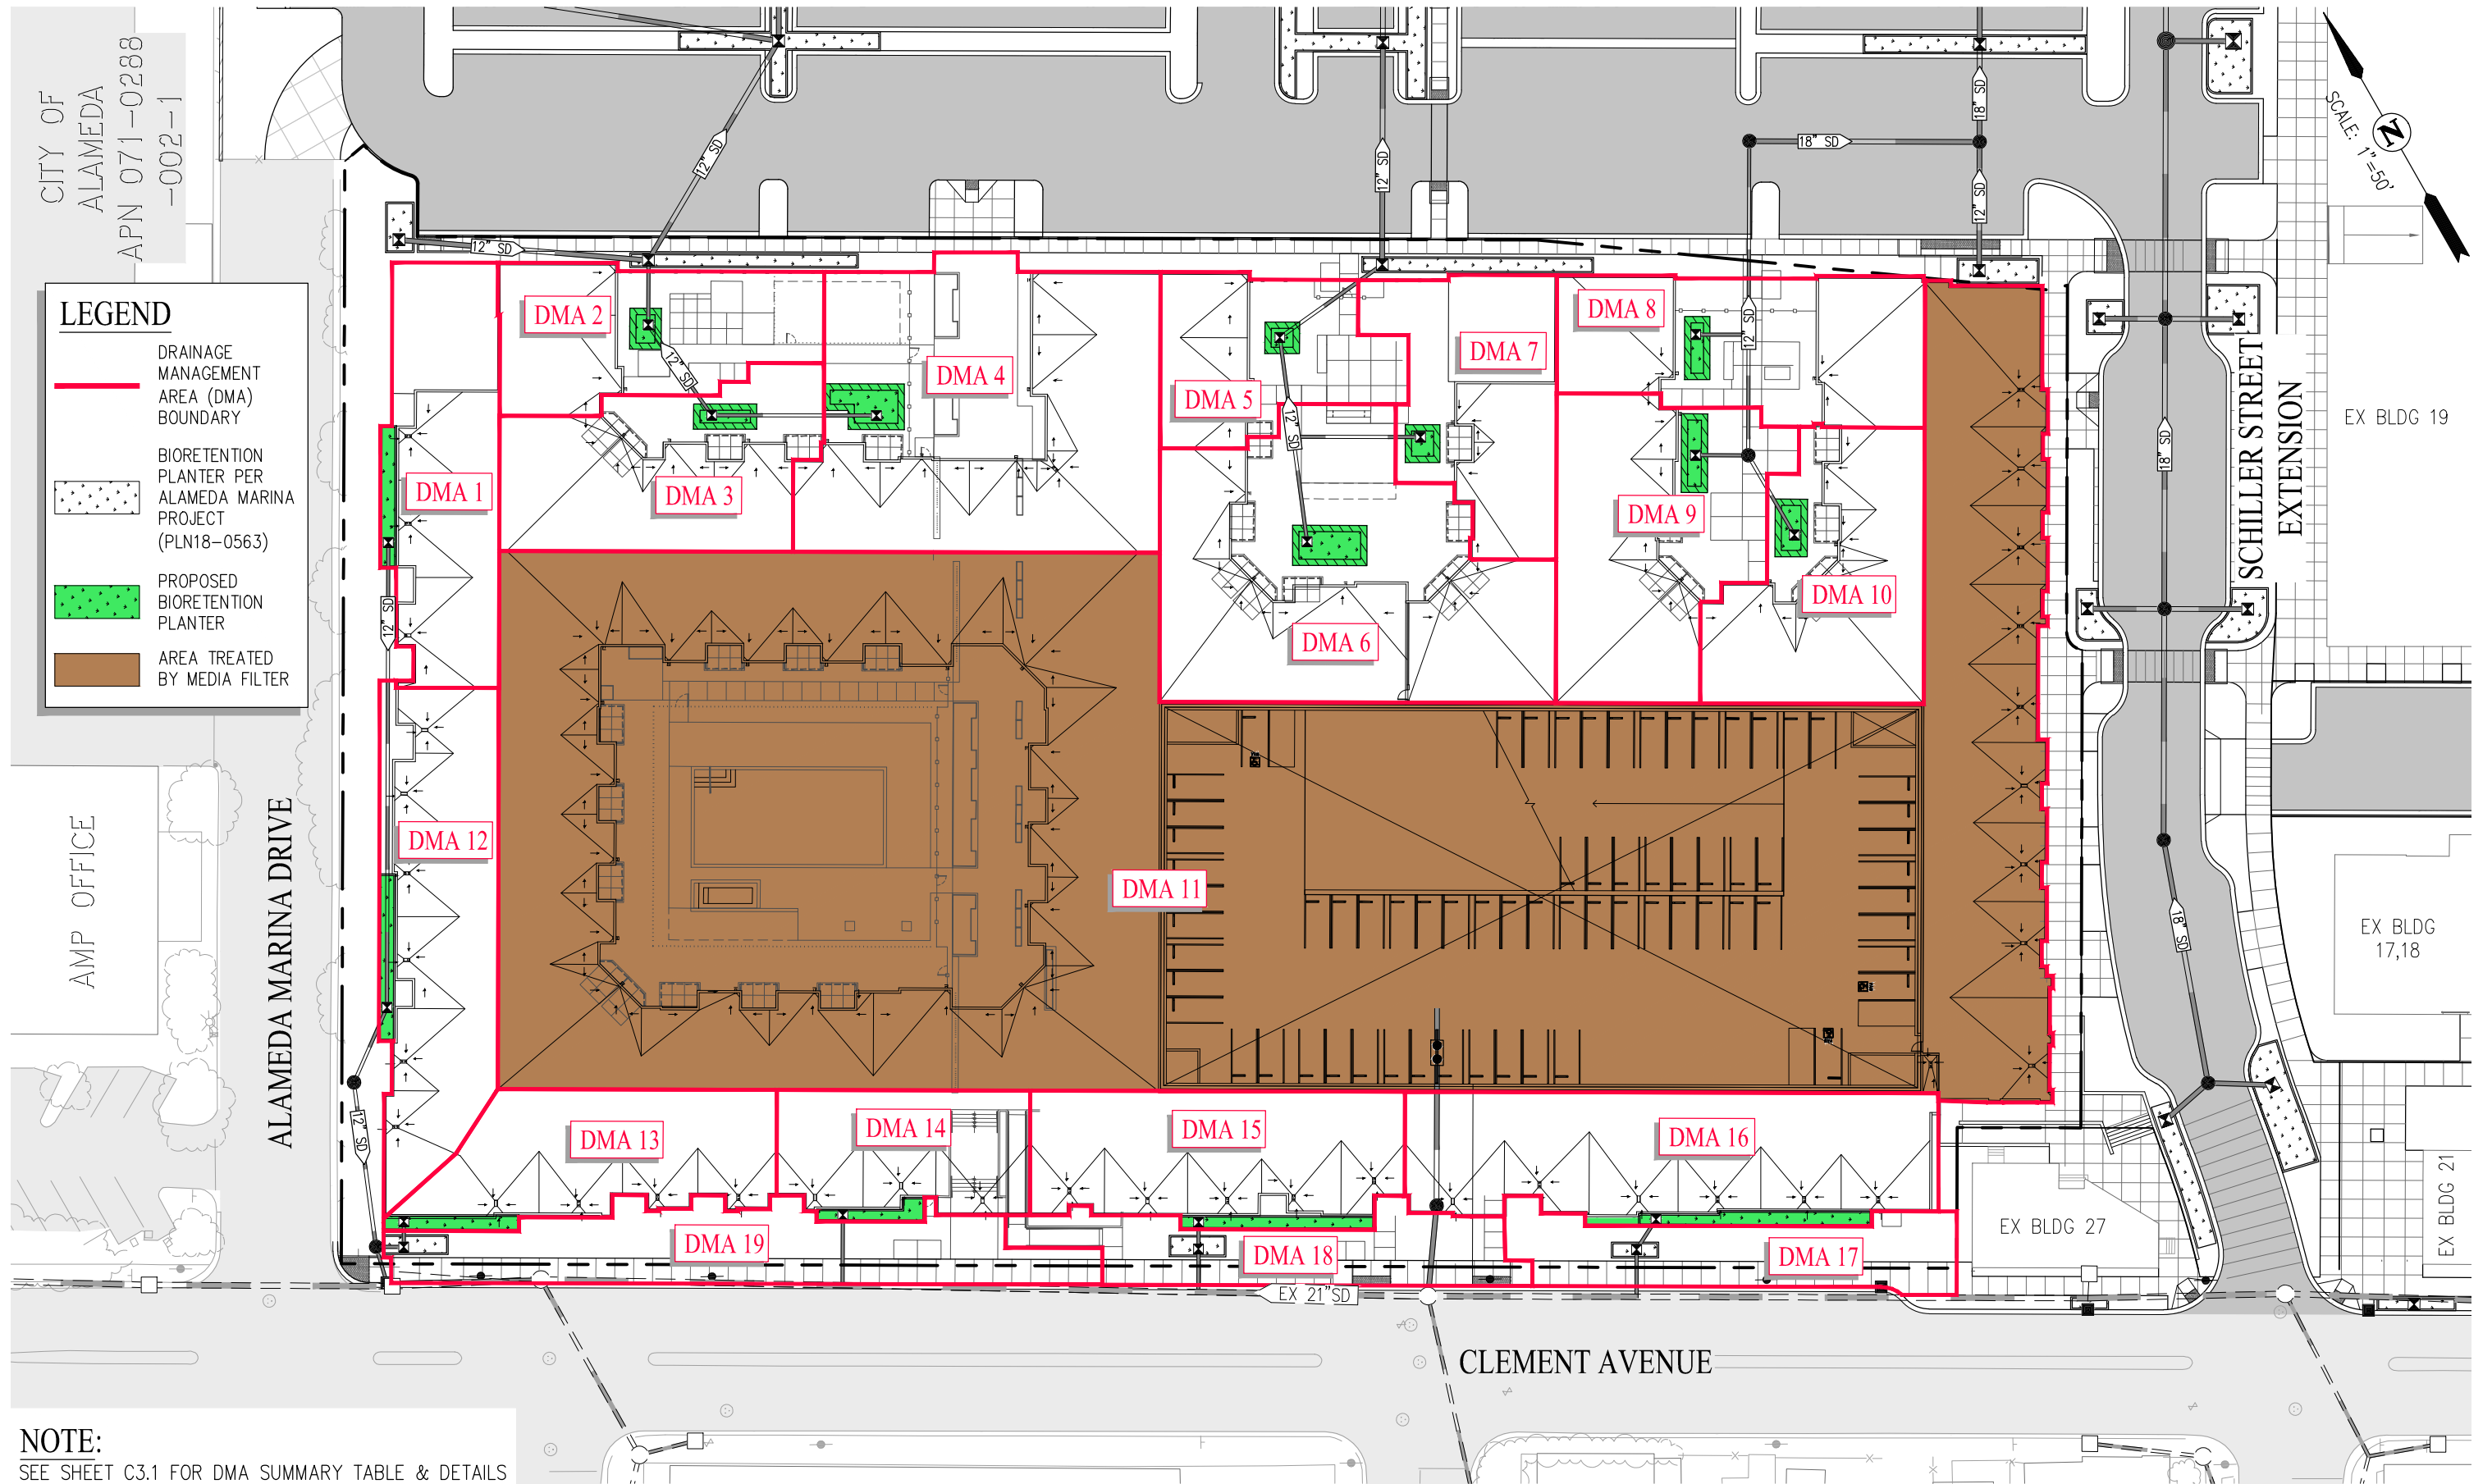 CITY OF
ALAMEDA
APN 071-0288
-002-1
LEGEND
DRAINAGE
MANAGEMENT
AREA (DMA)
BOUNDARY
BIORETENTION
PLANTER PER
ALAMEDA MARINA
PROJECT
(PLN18-0563)
PROPOSED
BIORETENTION
PLANTER
AREA TREATED
BY MEDIA FILTER
12" SD
12" SD
12" SD
18" SD
18" SD
12" SD
N
SCALE: 1"=50'
12" SD
12" SD
12" SD
12" SD
18" SD
DMA 1
DMA 2
DMA 3
DMA 4
DMA 5
DMA 6
DMA 7
DMA 8
DMA 9
DMA 10
DMA 11
DMA 12
DMA 13
DMA 14
DMA 15
DMA 16
DMA 17
DMA 18
DMA 19
12" SD
12" SD
18" SD
EX 21"SD
SCHILLER STREET
EXTENSION
EX BLDG 19
EX BLDG
17,18
EX BLDG 21
EX BLDG 27
AMP OFFICE
ALAMEDA MARINA DRIVE
CLEMENT AVENUE
NOTE:
SEE SHEET C3.1 FOR DMA SUMMARY TABLE & DETAILS